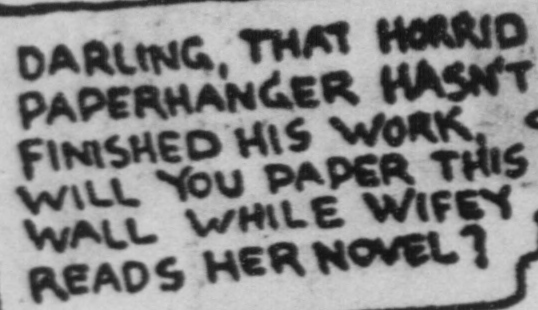 DARLING, THAT HORRID
PAPERHANGER HASN'T
FINISHED HIS WORK,
WILL YOU PAPER THIS
WALL WHILE WIFEY
READS HER NOVEL?